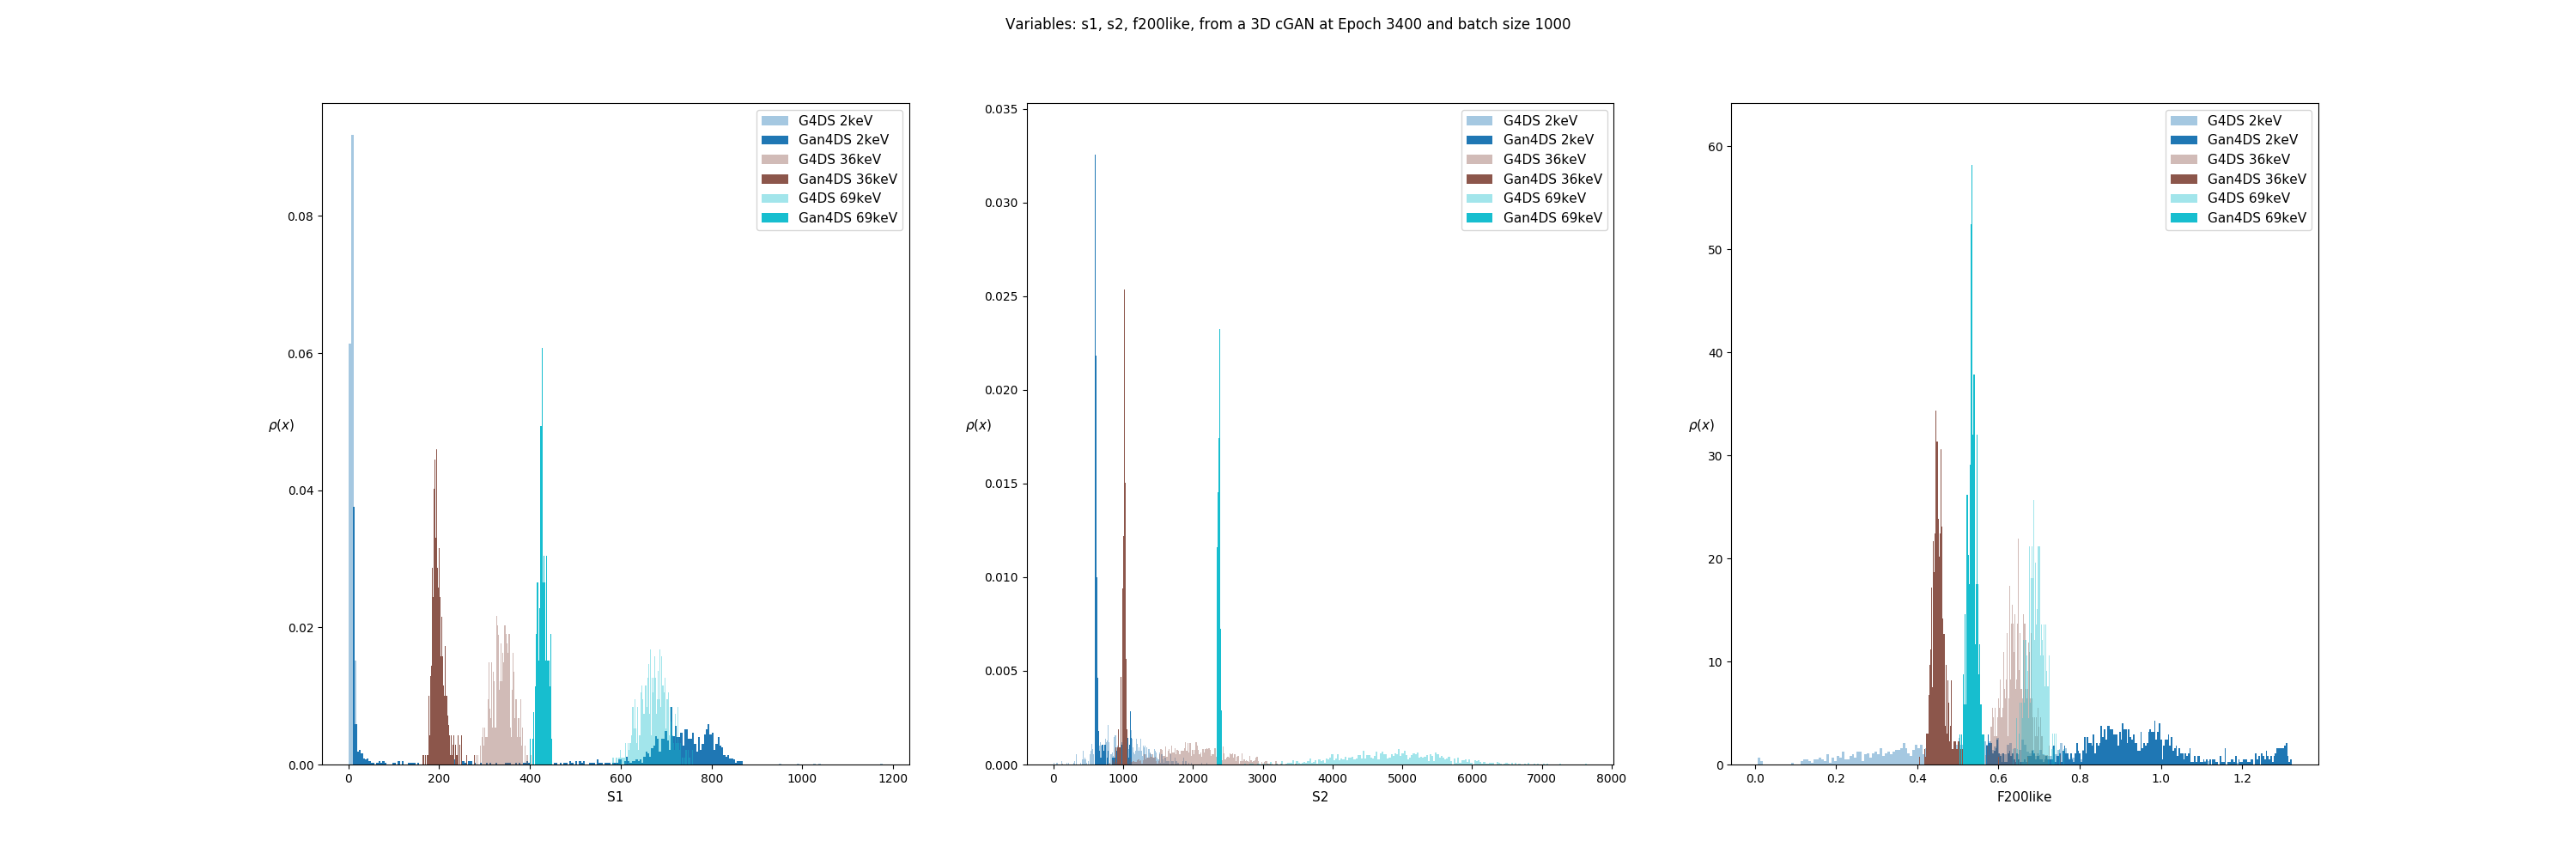 Variables: s1, s2, f200like, from a 3D cGAN at Epoch 3400 and batch size 1000
G4DS 2keV
Gan4DS 2keV
G4DS 36keV
Gan4DS 36keV
G4DS 69keV
Gan4DS 69keV
0.08
0.06
0.04
0.02
0.00
ρ(x)
0 200 400 600 800 1000 1200
S1
G4DS 2keV
Gan4DS 2keV
G4DS 36keV
Gan4DS 36keV
G4DS 69keV
Gan4DS 69keV
0.035
0.030
0.025
0.020
0.015
0.010
0.005
0.000
ρ(x)
0 1000 2000 3000 4000 5000 6000 7000 8000
S2
G4DS 2keV
Gan4DS 2keV
G4DS 36keV
Gan4DS 36keV
G4DS 69keV
Gan4DS 69keV
60
50
40
30
20
10
0
ρ(x)
0.0 0.2 0.4 0.6 0.8 1.0 1.2
F200like